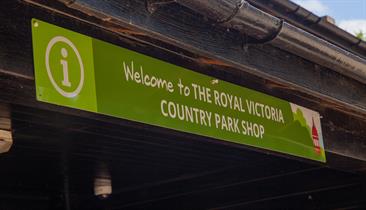 i
Welcome to THE ROYAL VICTORIA
COUNTRY PARK SHOP